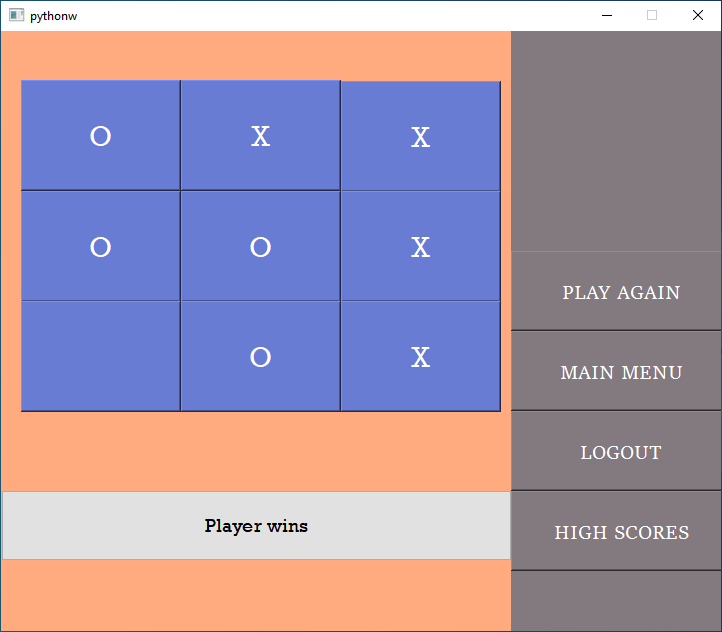 pythonw
O X X
O O X
O X
Player wins
PLAY AGAIN
MAIN MENU
LOGOUT
HIGH SCORES